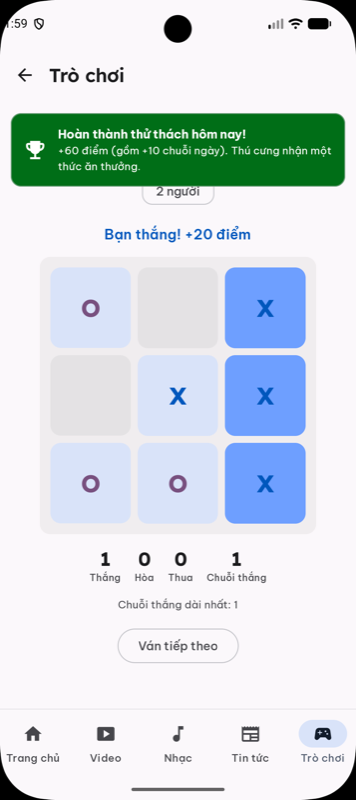 1:59
Trò chơi
Hoàn thành thử thách hôm nay!
+60 điểm (gồm +10 chuỗi ngày). Thú cưng nhận một
thức ăn thưởng.
2 người
Bạn thắng! +20 điểm
O X
X X
O O X
1 0 0 1
Thắng Hòa Thua Chuỗi thắng
Chuỗi thắng dài nhất: 1
Ván tiếp theo
Trang chủ Video Nhạc Tin tức Trò chơi